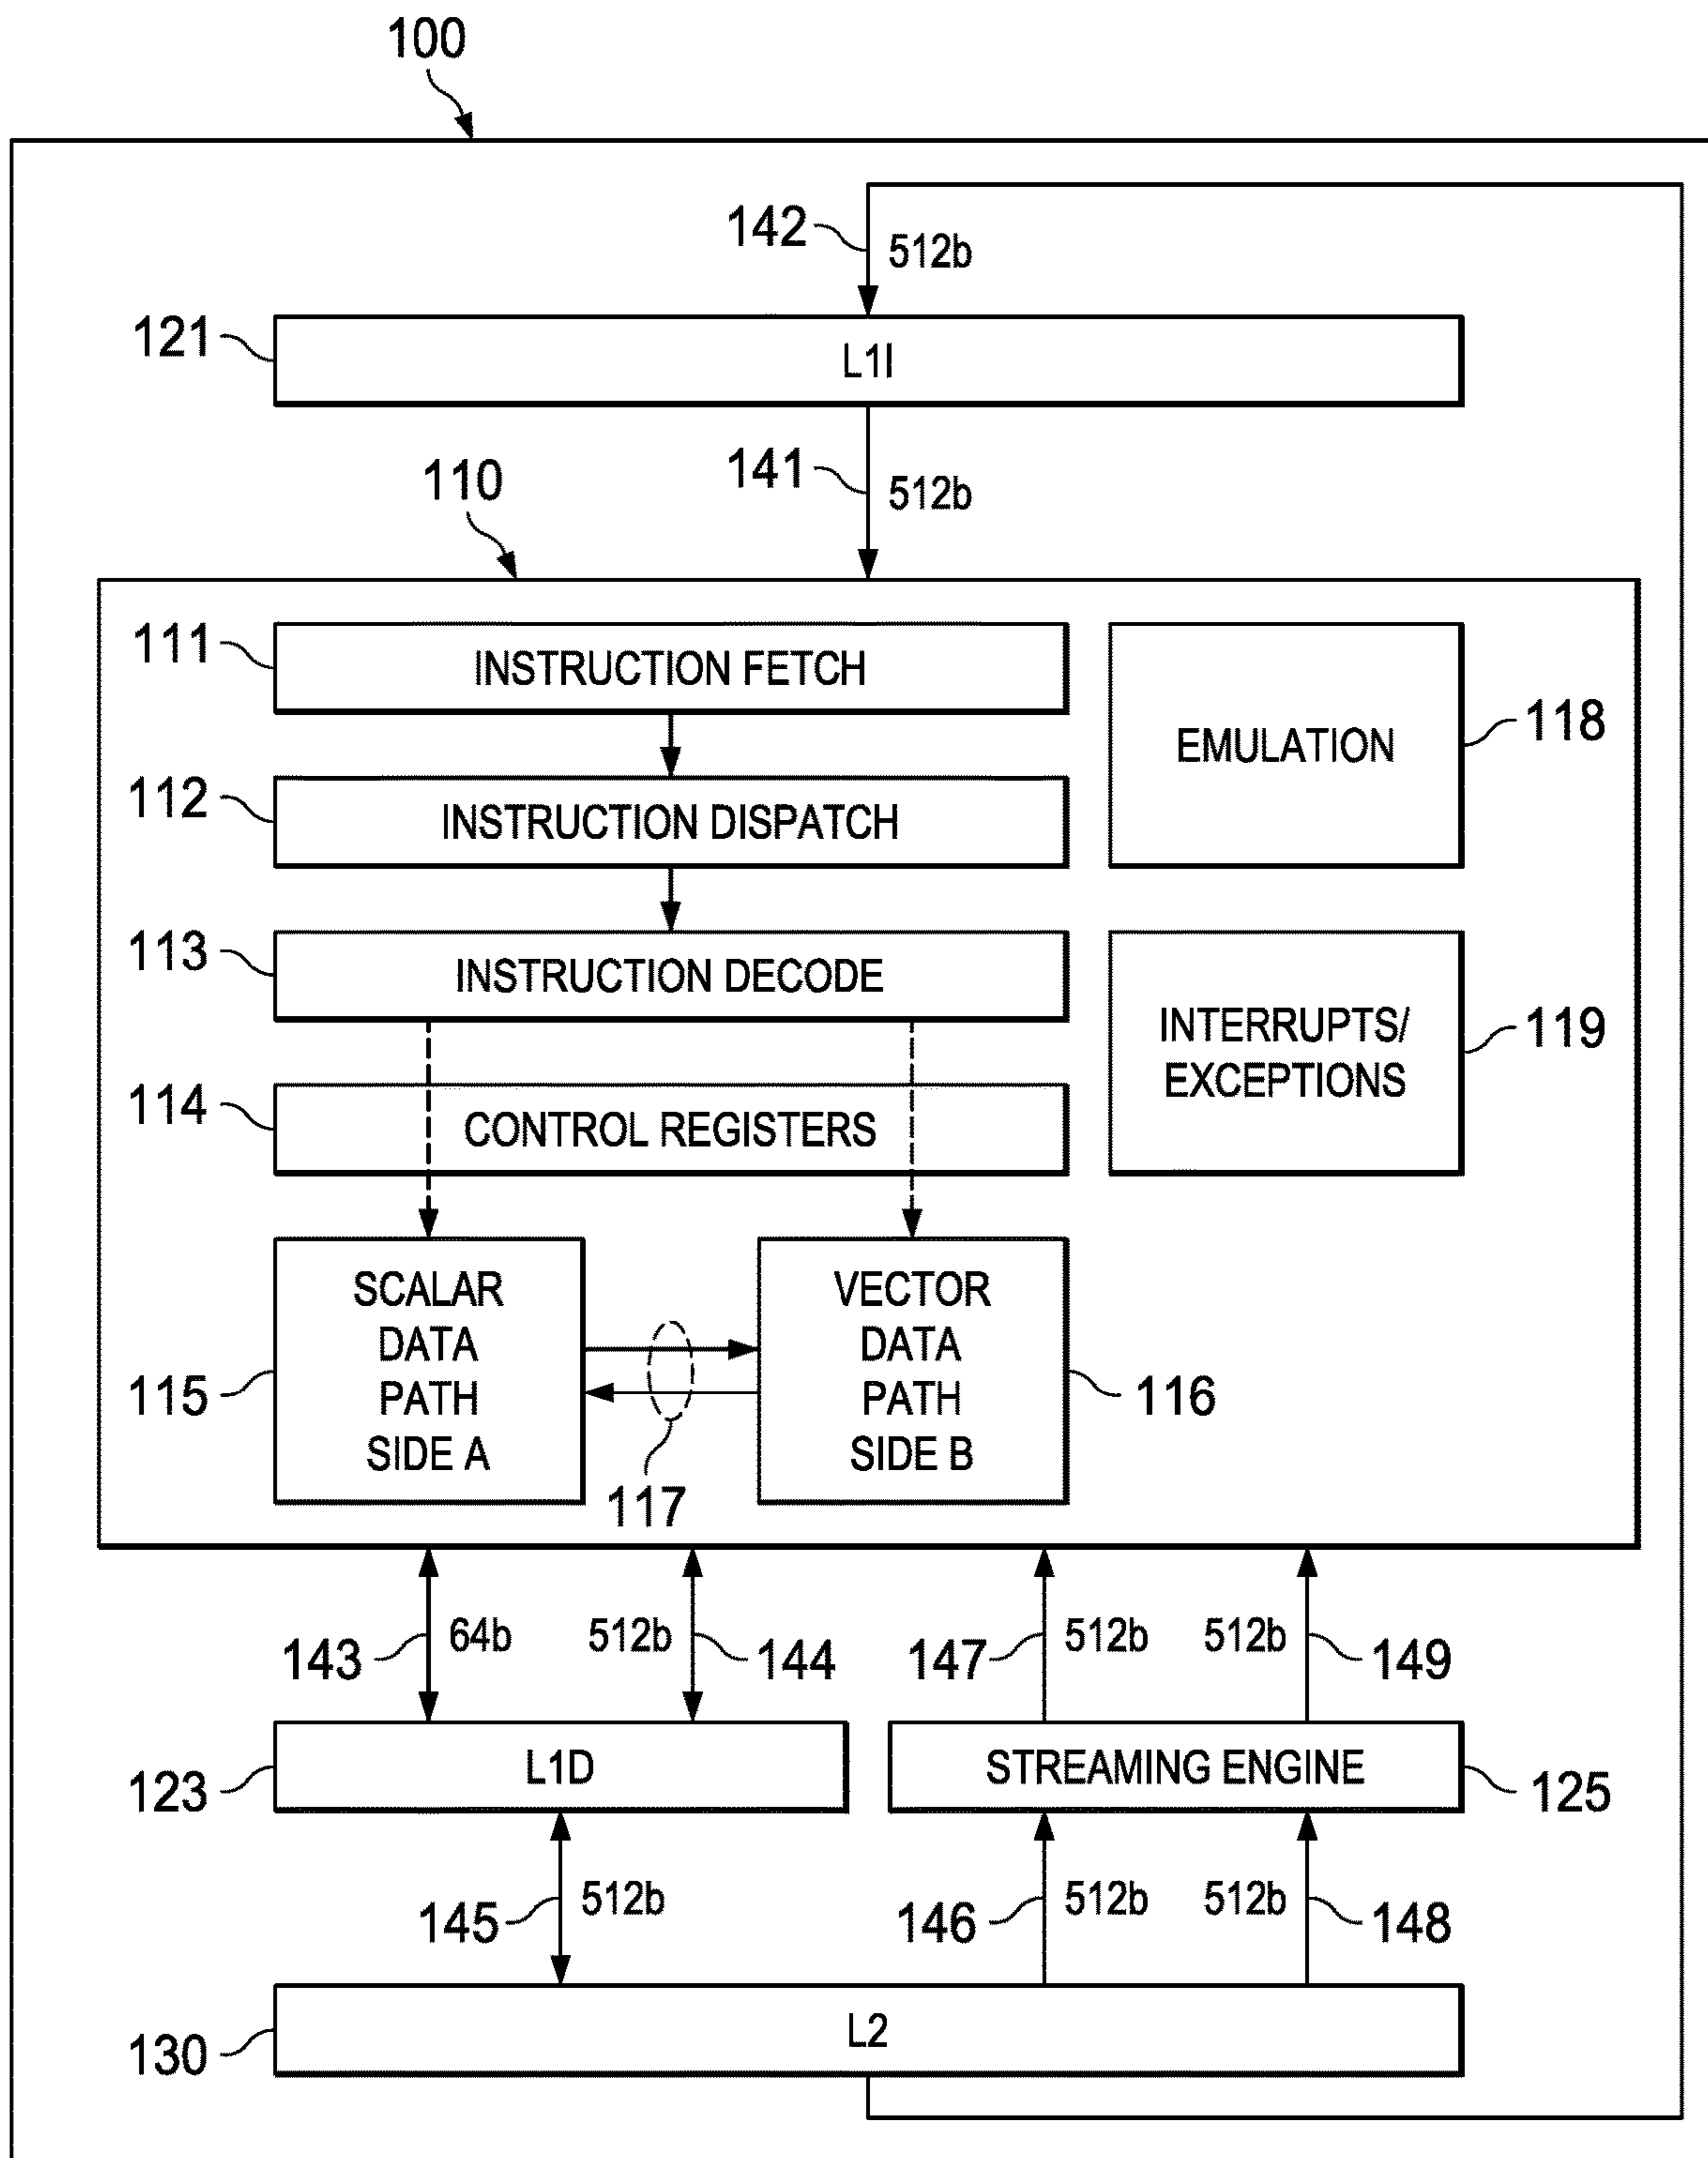 100
142
512b
121
L1I
141
512b
110
111
INSTRUCTION FETCH
118
EMULATION
112
INSTRUCTION DISPATCH
113
INSTRUCTION DECODE
119
INTERRUPTS/
EXCEPTIONS
114
CONTROL REGISTERS
115
SCALAR
DATA
PATH
SIDE A
117
VECTOR
DATA
PATH
SIDE B
116
143
64b
512b
144
147
512b
512b
149
123
L1D
STREAMING ENGINE
125
145
512b
146
512b
512b
148
130
L2